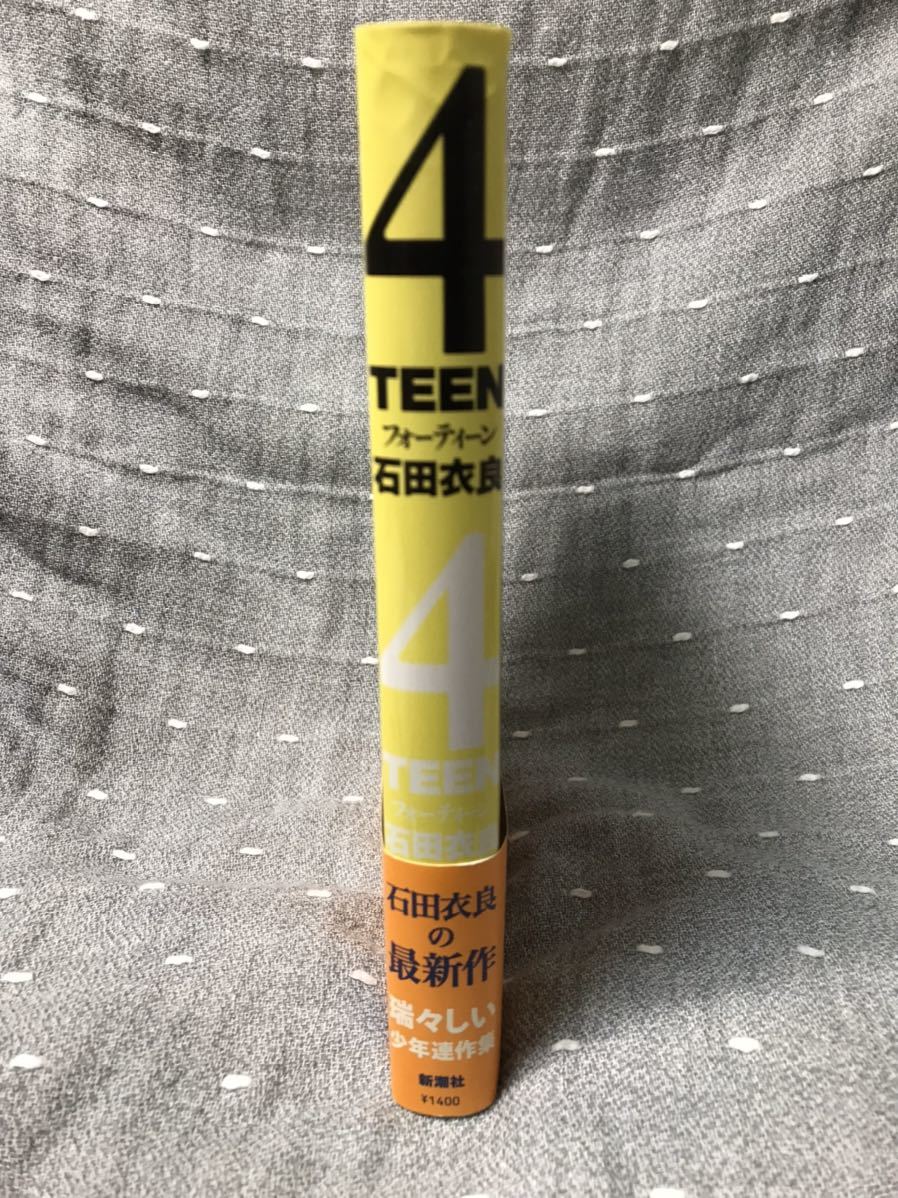 4
TEEN
フォーティーン
石田衣良
4
TEEN
フォーティーン
石田衣良
石田衣良
の
最新作
瑞々しい
少年連作集
新潮社
¥1400